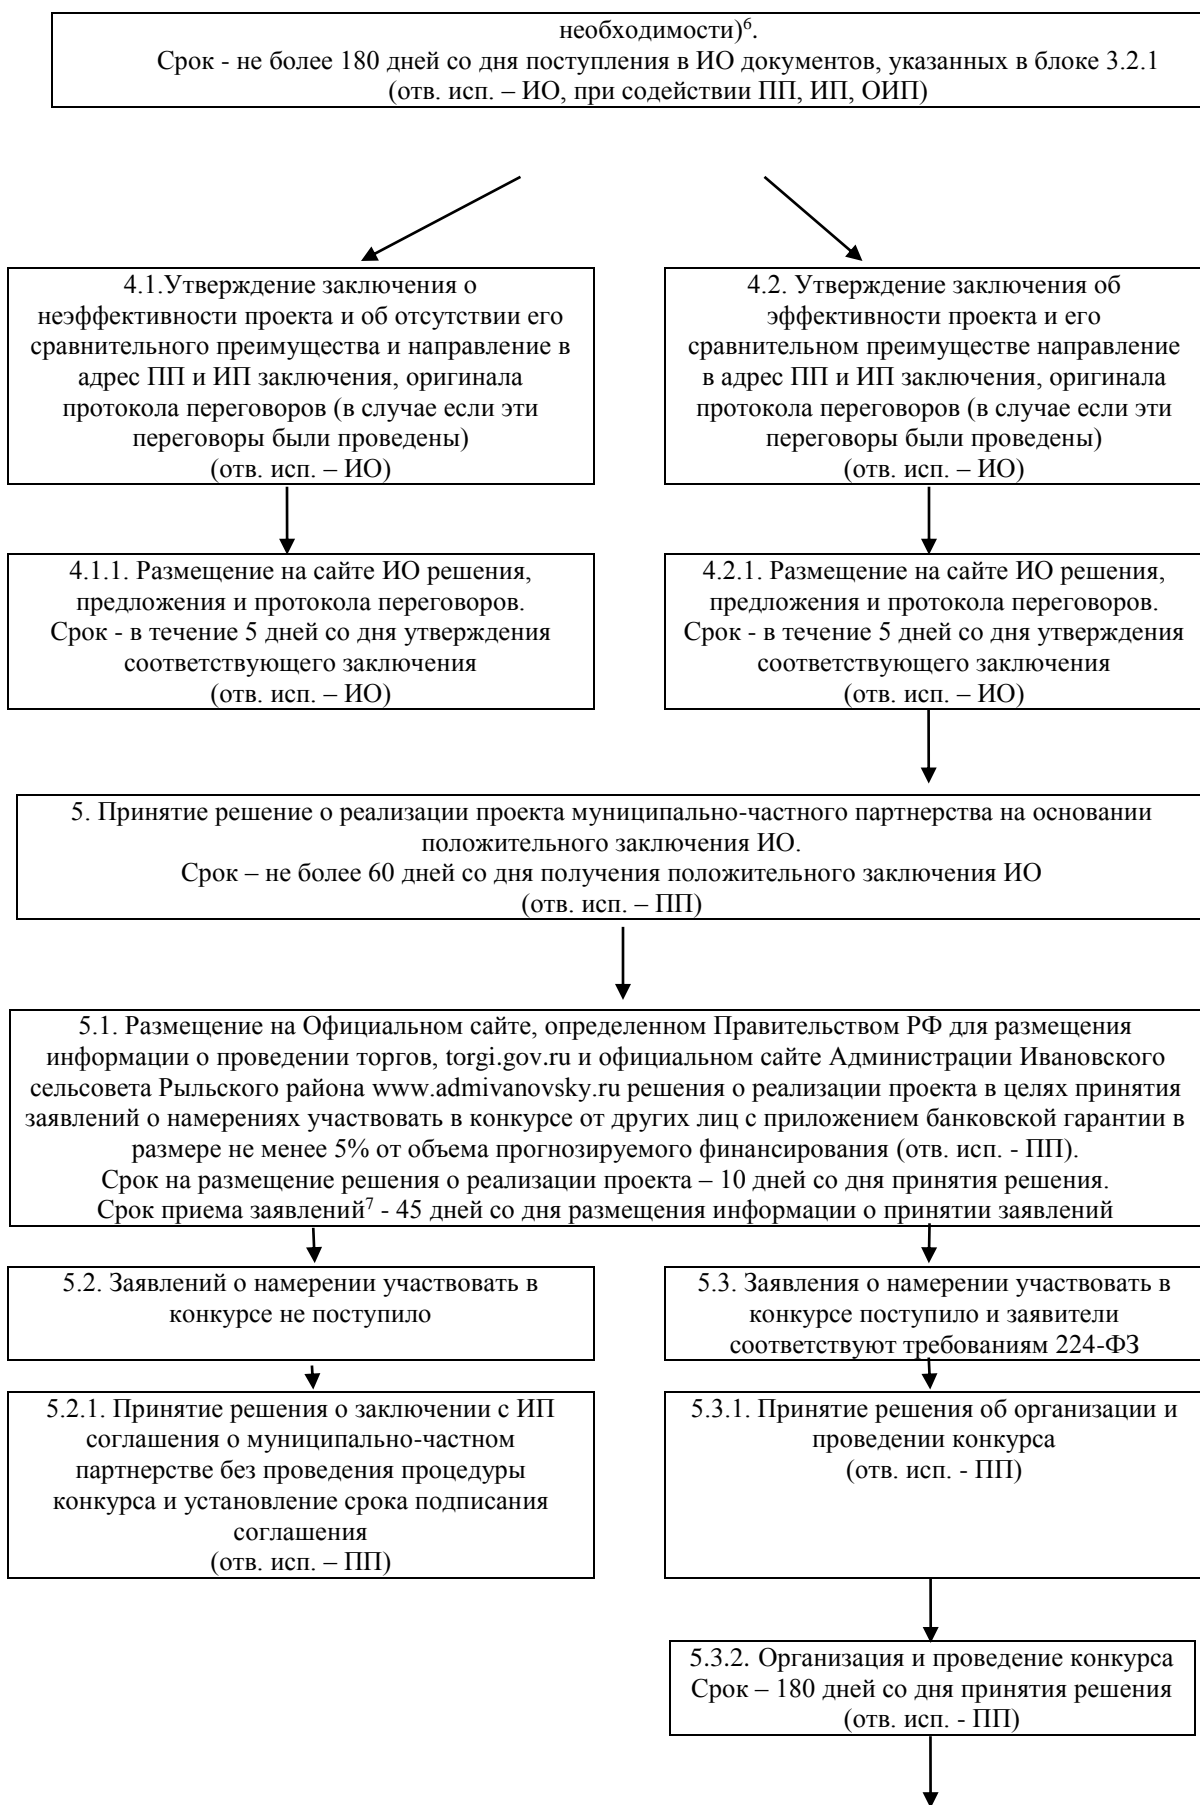 необходимости)⁶.
Срок - не более 180 дней со дня поступления в ИО документов, указанных в блоке 3.2.1
(отв. исп. – ИО, при содействии ПП, ИП, ОИП)
4.1.Утверждение заключения о
неэффективности проекта и об отсутствии его
сравнительного преимущества и направление в
адрес ПП и ИП заключения, оригинала
протокола переговоров (в случае если эти
переговоры были проведены)
(отв. исп. – ИО)
4.2. Утверждение заключения об
эффективности проекта и его
сравнительном преимуществе направление
в адрес ПП и ИП заключения, оригинала
протокола переговоров (в случае если эти
переговоры были проведены)
(отв. исп. – ИО)
4.1.1. Размещение на сайте ИО решения,
предложения и протокола переговоров.
Срок - в течение 5 дней со дня утверждения
соответствующего заключения
(отв. исп. – ИО)
4.2.1. Размещение на сайте ИО решения,
предложения и протокола переговоров.
Срок - в течение 5 дней со дня утверждения
соответствующего заключения
(отв. исп. – ИО)
5. Принятие решение о реализации проекта муниципально-частного партнерства на основании
положительного заключения ИО.
Срок – не более 60 дней со дня получения положительного заключения ИО
(отв. исп. – ПП)
5.1. Размещение на Официальном сайте, определенном Правительством РФ для размещения
информации о проведении торгов, torgi.gov.ru и официальном сайте Администрации Ивановского
сельсовета Рыльского района www.admivanovsky.ru решения о реализации проекта в целях принятия
заявлений о намерениях участвовать в конкурсе от других лиц с приложением банковской гарантии в
размере не менее 5% от объема прогнозируемого финансирования (отв. исп. - ПП).
Срок на размещение решения о реализации проекта – 10 дней со дня принятия решения.
Срок приема заявлений⁷ - 45 дней со дня размещения информации о принятии заявлений
5.2. Заявлений о намерении участвовать в
конкурсе не поступило
5.3. Заявления о намерении участвовать в
конкурсе поступило и заявители
соответствуют требованиям 224-ФЗ
5.2.1. Принятие решения о заключении с ИП
соглашения о муниципально-частном
партнерстве без проведения процедуры
конкурса и установление срока подписания
соглашения
(отв. исп. – ПП)
5.3.1. Принятие решения об организации и
проведении конкурса
(отв. исп. - ПП)
5.3.2. Организация и проведение конкурса
Срок – 180 дней со дня принятия решения
(отв. исп. - ПП)